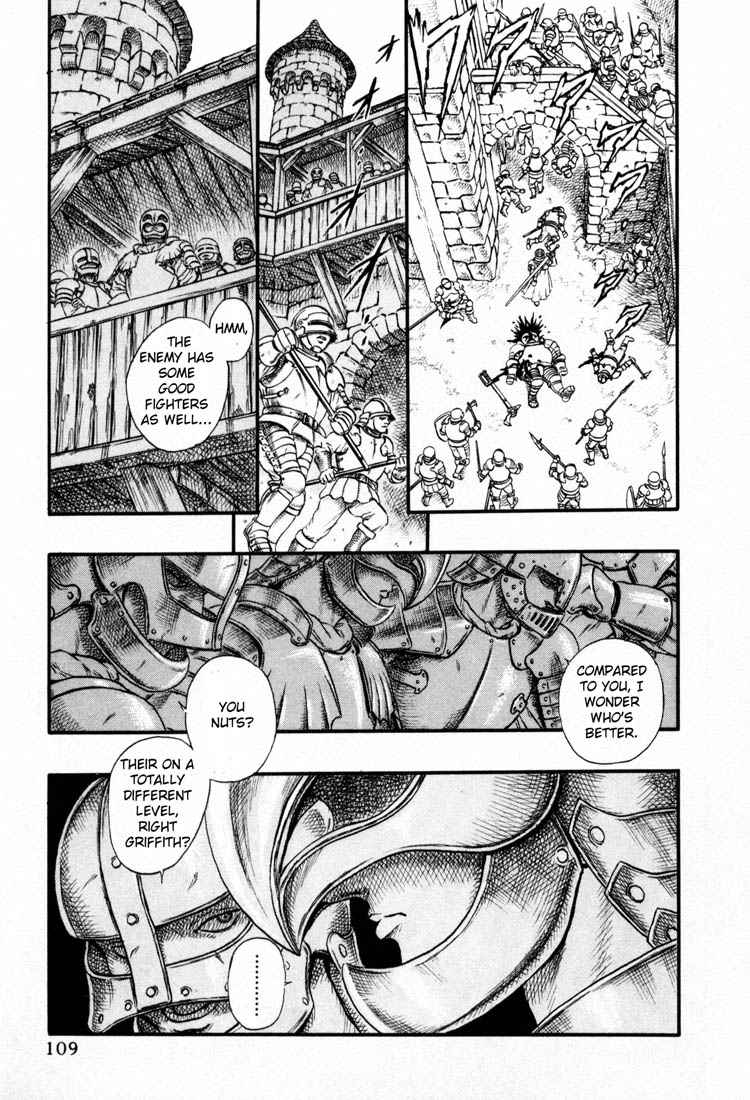 HMM,
THE
ENEMY HAS
SOME
GOOD
FIGHTERS
AS WELL...
COMPARED
TO YOU, I
WONDER
WHO'S
BETTER.
YOU
NUTS?
THEIR ON A
TOTALLY
DIFFERENT
LEVEL,
RIGHT
GRIFFITH?
........
109